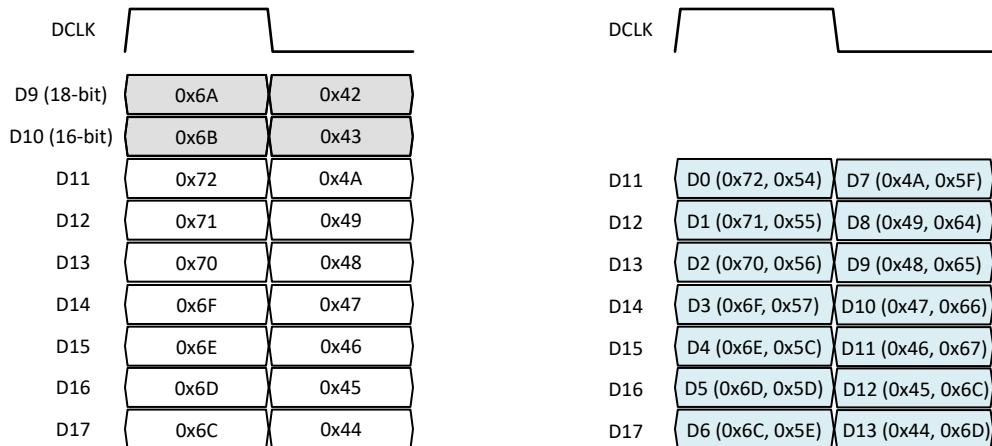 DCLK DCLK
D9 (18-bit) 0x6A 0x42
D10 (16-bit) 0x6B 0x43
D11 0x72 0x4A D11 D0 (0x72, 0x54) D7 (0x4A, 0x5F)
D12 0x71 0x49 D12 D1 (0x71, 0x55) D8 (0x49, 0x64)
D13 0x70 0x48 D13 D2 (0x70, 0x56) D9 (0x48, 0x65)
D14 0x6F 0x47 D14 D3 (0x6F, 0x57) D10 (0x47, 0x66)
D15 0x6E 0x46 D15 D4 (0x6E, 0x5C) D11 (0x46, 0x67)
D16 0x6D 0x45 D16 D5 (0x6D, 0x5D) D12 (0x45, 0x6C)
D17 0x6C 0x44 D17 D6 (0x6C, 0x5E) D13 (0x44, 0x6D)